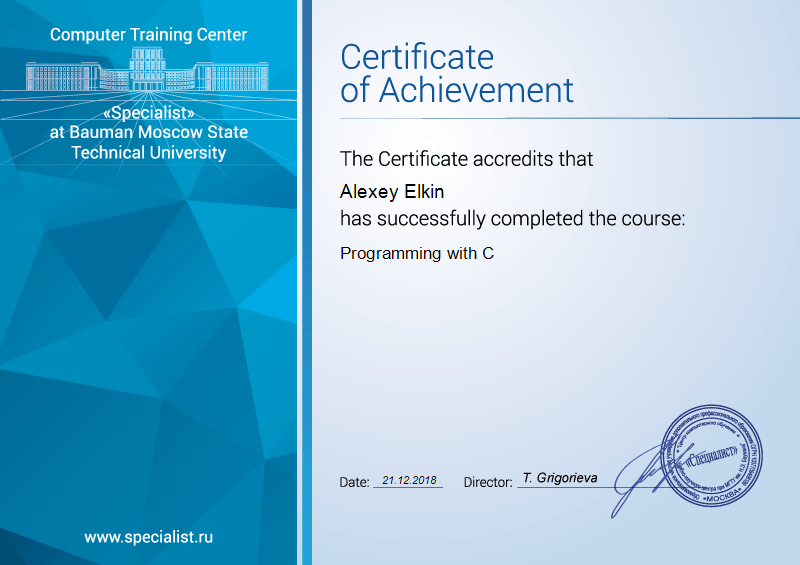 Computer Training Center
«Specialist»
at Bauman Moscow State
Technical University
www.specialist.ru
Certificate
of Achievement
The Certificate accredits that
Alexey Elkin
has successfully completed the course:
Programming with C
Date: 21.12.2018 Director: T. Grigorieva
«Специалист»
•МОСКВА•